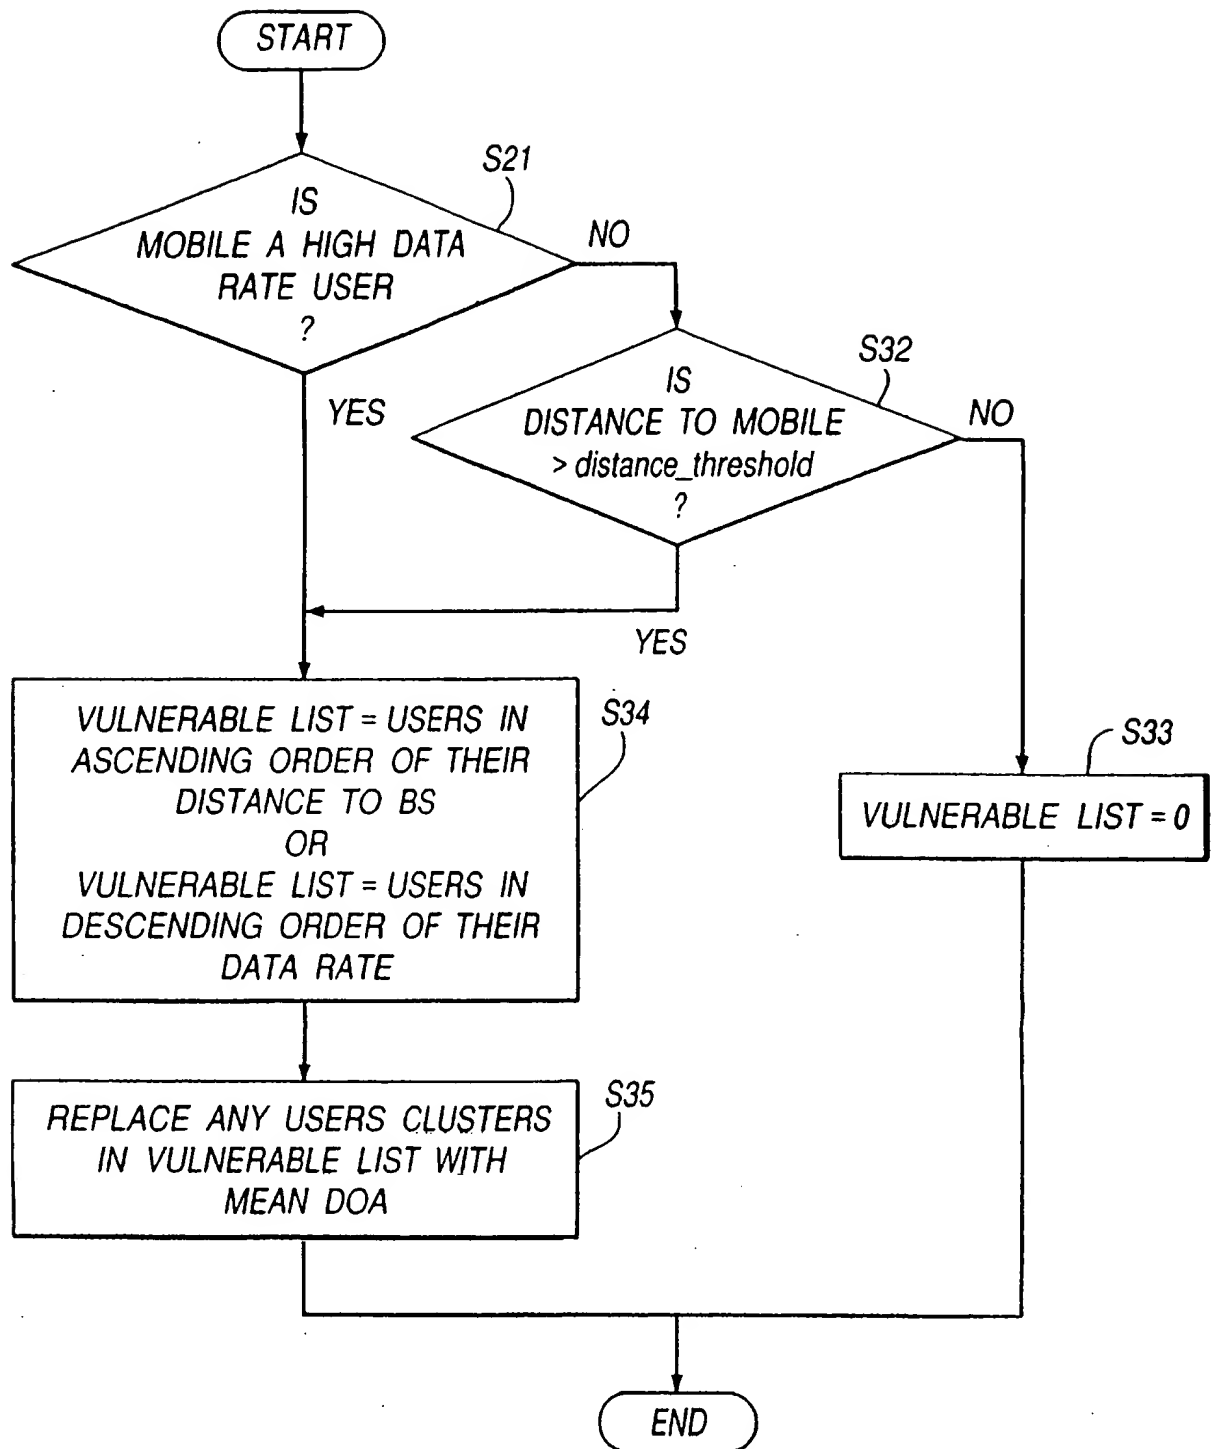 START
S21
IS
MOBILE A HIGH DATA
RATE USER
?
NO
YES
S32
IS
DISTANCE TO MOBILE
> distance_threshold
?
NO
YES
S34
VULNERABLE LIST = USERS IN
ASCENDING ORDER OF THEIR
DISTANCE TO BS
OR
VULNERABLE LIST = USERS IN
DESCENDING ORDER OF THEIR
DATA RATE
S33
VULNERABLE LIST = 0
S35
REPLACE ANY USERS CLUSTERS
IN VULNERABLE LIST WITH
MEAN DOA
END